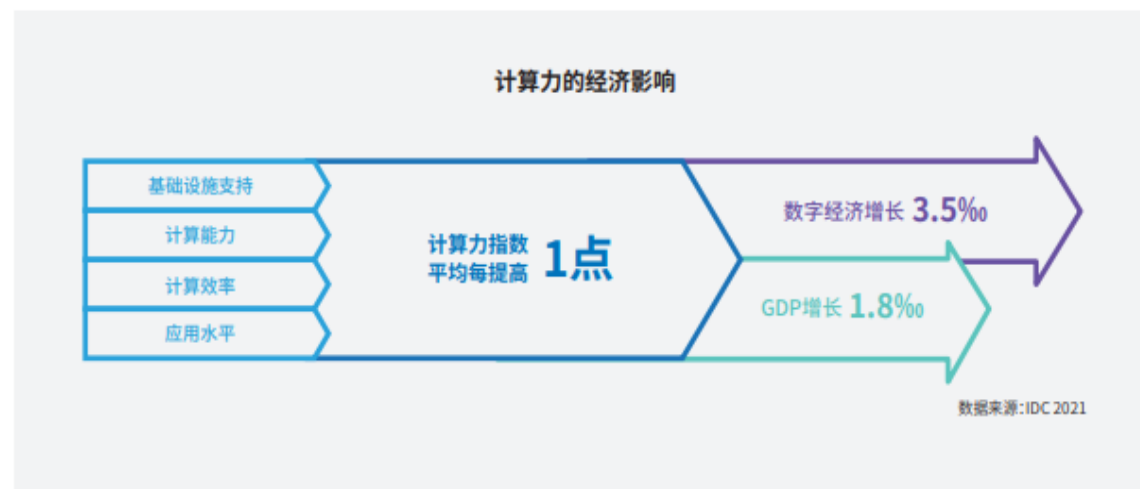 计算力的经济影响
基础设施支持
计算能力
计算效率
应用水平
计算力指数
平均每提高
1点
数字经济增长 3.5‰
GDP增长 1.8‰
数据来源：IDC 2021